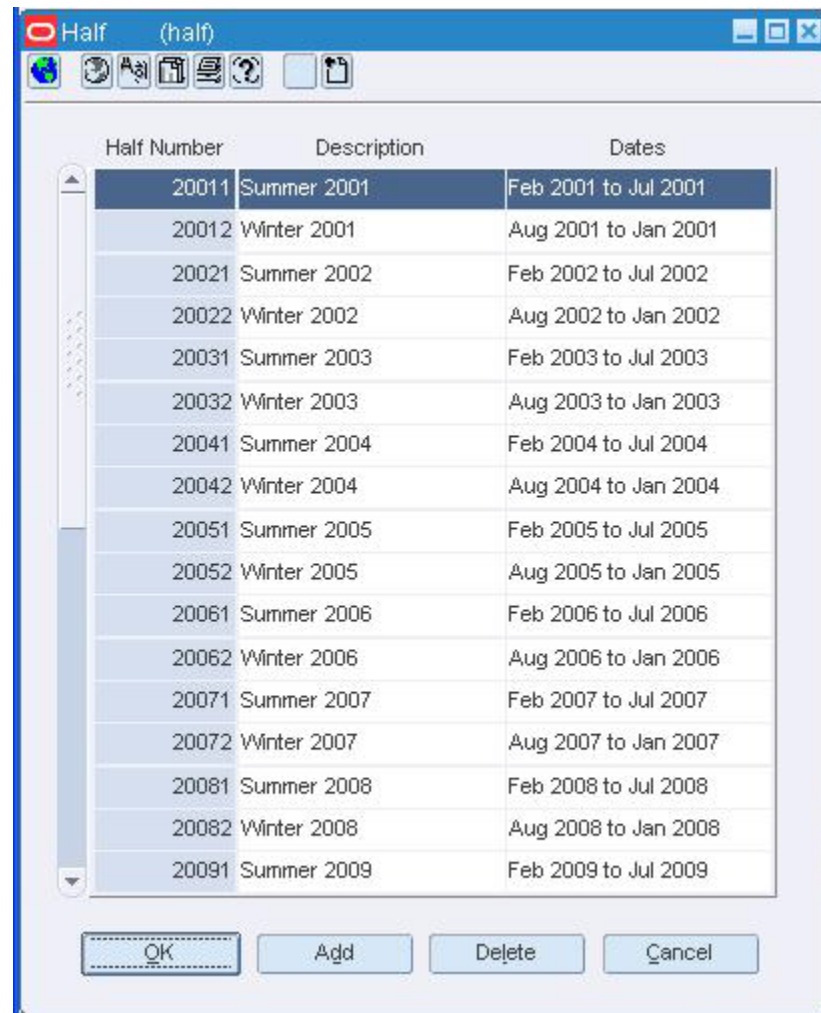 Half (half)
Half Number Description Dates
20011 Summer 2001 Feb 2001 to Jul 2001
20012 Winter 2001 Aug 2001 to Jan 2001
20021 Summer 2002 Feb 2002 to Jul 2002
20022 Winter 2002 Aug 2002 to Jan 2002
20031 Summer 2003 Feb 2003 to Jul 2003
20032 Winter 2003 Aug 2003 to Jan 2003
20041 Summer 2004 Feb 2004 to Jul 2004
20042 Winter 2004 Aug 2004 to Jan 2004
20051 Summer 2005 Feb 2005 to Jul 2005
20052 Winter 2005 Aug 2005 to Jan 2005
20061 Summer 2006 Feb 2006 to Jul 2006
20062 Winter 2006 Aug 2006 to Jan 2006
20071 Summer 2007 Feb 2007 to Jul 2007
20072 Winter 2007 Aug 2007 to Jan 2007
20081 Summer 2008 Feb 2008 to Jul 2008
20082 Winter 2008 Aug 2008 to Jan 2008
20091 Summer 2009 Feb 2009 to Jul 2009
OK Add Delete Cancel